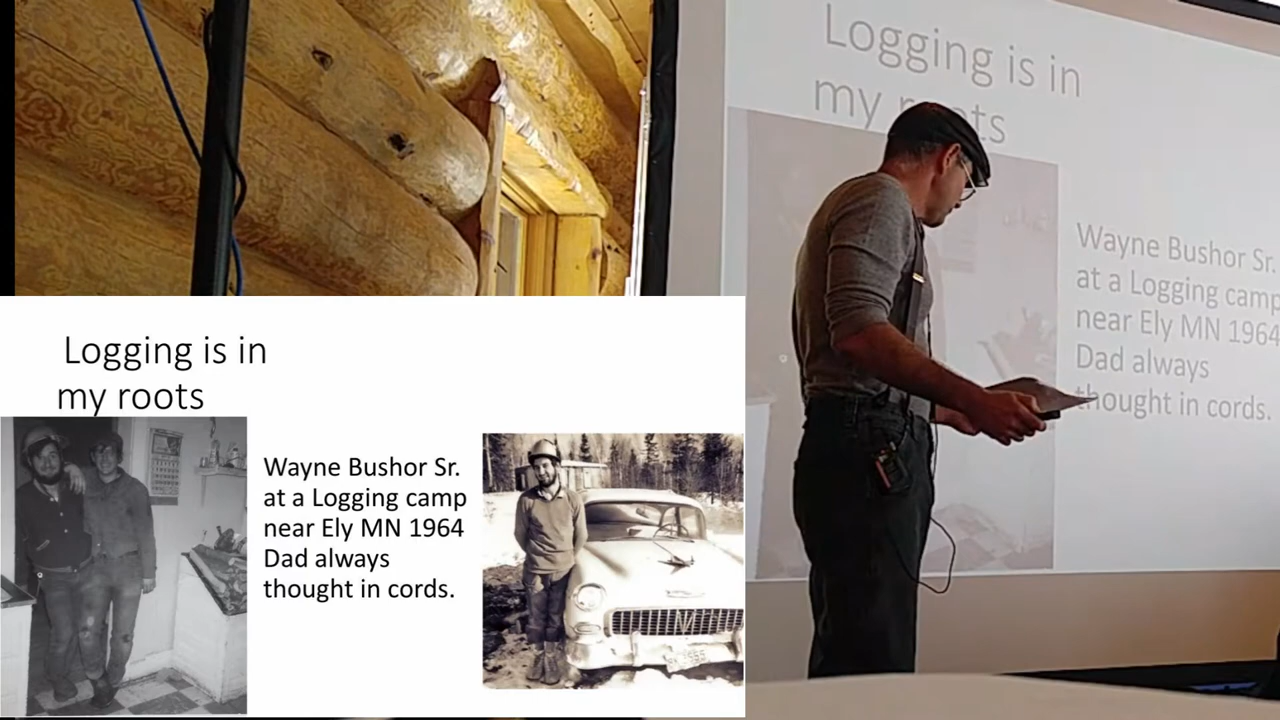 Logging is in
my roots
Wayne Bushor Sr.
at a Logging camp
near Ely MN 1964
Dad always
thought in cords.
Logging is in
my ts
Wayne Bushor Sr.
at a Logging camp
near Ely MN 1964
Dad always
thought in cords.